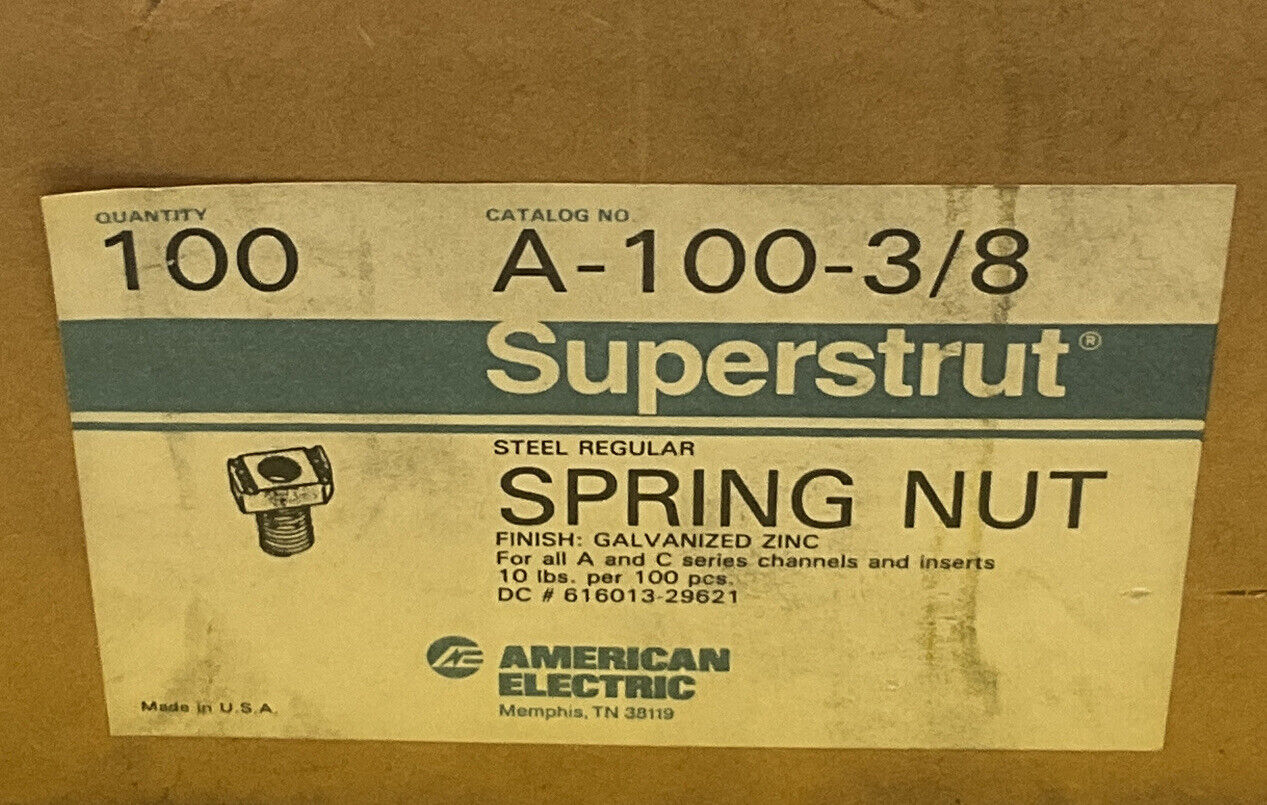 QUANTITY
100
CATALOG NO.
A-100-3/8
Superstrut®
STEEL REGULAR
SPRING NUT
FINISH: GALVANIZED ZINC
For all A and C series channels and inserts
10 lbs. per 100 pcs.
DC # 616013-29621
AE AMERICAN
ELECTRIC
Memphis, TN 38119
Made in U.S.A.